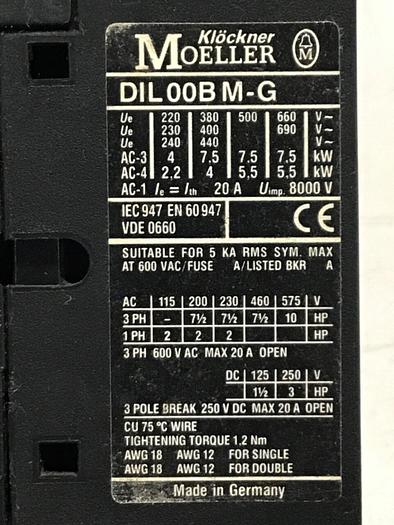 Klöckner
MOELLER M
DIL00BM-G
Ue 220 380 500 660 V~
Ue 230 400 690 V~
Ue 240 440 V~
AC-3 4 7.5 7.5 7.5 kW
AC-4 2,2 4 5,5 5.5 kW
AC-1 Ie = Ith 20 A Uimp. 8000 V
IEC 947 EN 60 947
VDE 0660 CE
SUITABLE FOR 5 KA RMS SYM. MAX
AT 600 VAC/FUSE A/LISTED BKR A
AC 115 200 230 460 575 V
3 PH – 7½ 7½ 7½ 10 HP
1 PH 2 2 2 HP
3 PH 600 V AC MAX 20 A OPEN
DC 125 250 V
1½ 3 HP
3 POLE BREAK 250 V DC MAX 20 A OPEN
CU 75 °C WIRE
TIGHTENING TORQUE 1,2 Nm
AWG 18 AWG 12 FOR SINGLE
AWG 18 AWG 12 FOR DOUBLE
Made in Germany